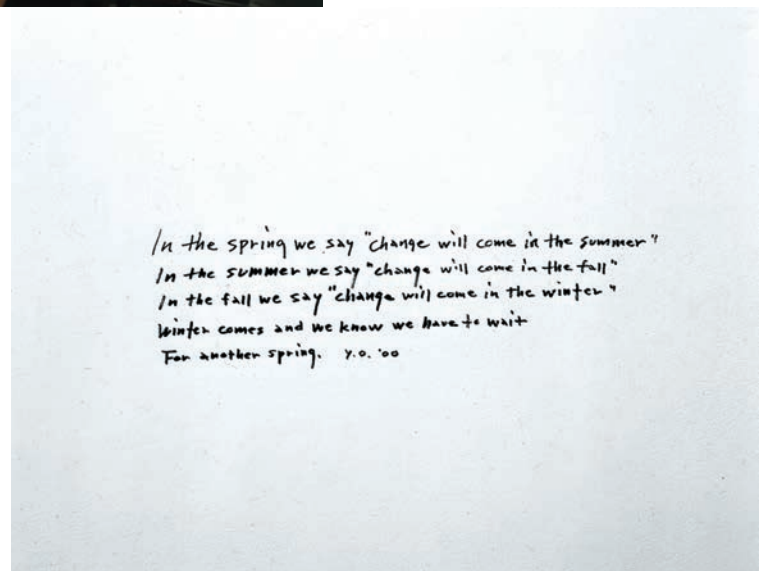 In the spring we say "change will come in the summer"
In the summer we say "change will come in the fall"
In the fall we say "change will come in the winter"
Winter comes and we know we have to wait
For another spring. Y.O. '00